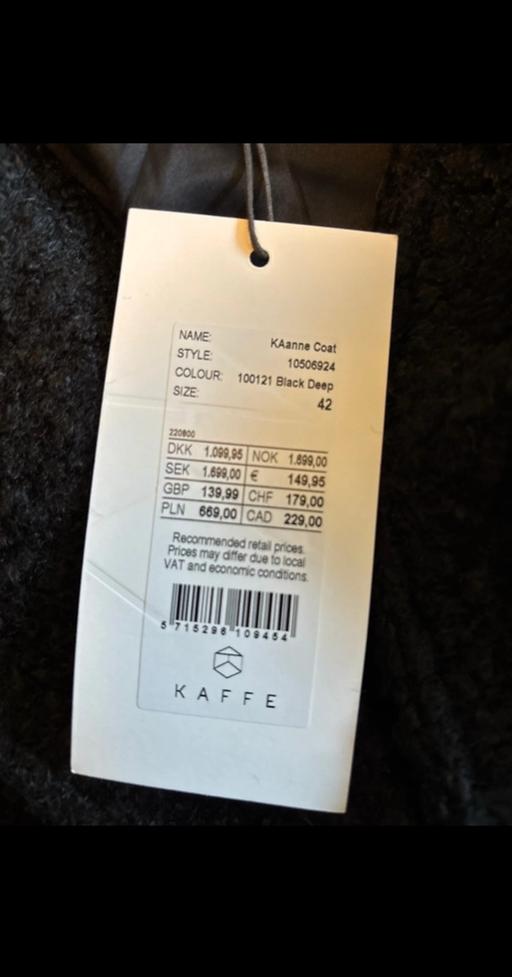 NAME: KAanne Coat
STYLE: 10506924
COLOUR: 100121 Black Deep
SIZE: 42
220800
DKK 1.099,95 NOK 1.699,00
SEK 1.699,00 € 149,95
GBP 139,99 CHF 179,00
PLN 669,00 CAD 229,00
Recommended retail prices.
Prices may differ due to local
VAT and economic conditions.
5 715296 109454
KAFFE